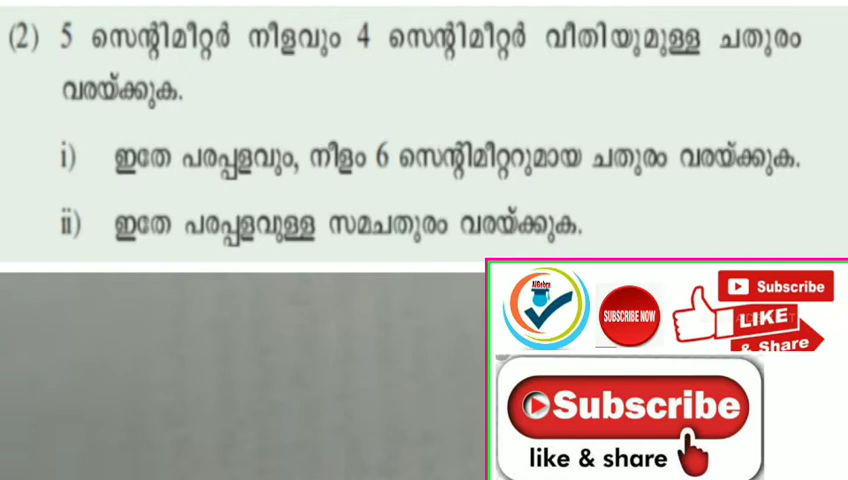 (2) 5 സെന്റിമീറ്റർ നീളവും 4 സെന്റിമീറ്റർ വീതിയുമുള്ള ചതുരം
വരയ്ക്കുക.
i) ഇതേ പരപ്പളവും, നീളം 6 സെന്റിമീറ്ററുമായ ചതുരം വരയ്ക്കുക.
ii) ഇതേ പരപ്പളവുള്ള സമചതുരം വരയ്ക്കുക.
AlGebra
SUBSCRIBE NOW
Subscribe
LIKE
& Share
Subscribe
like & share